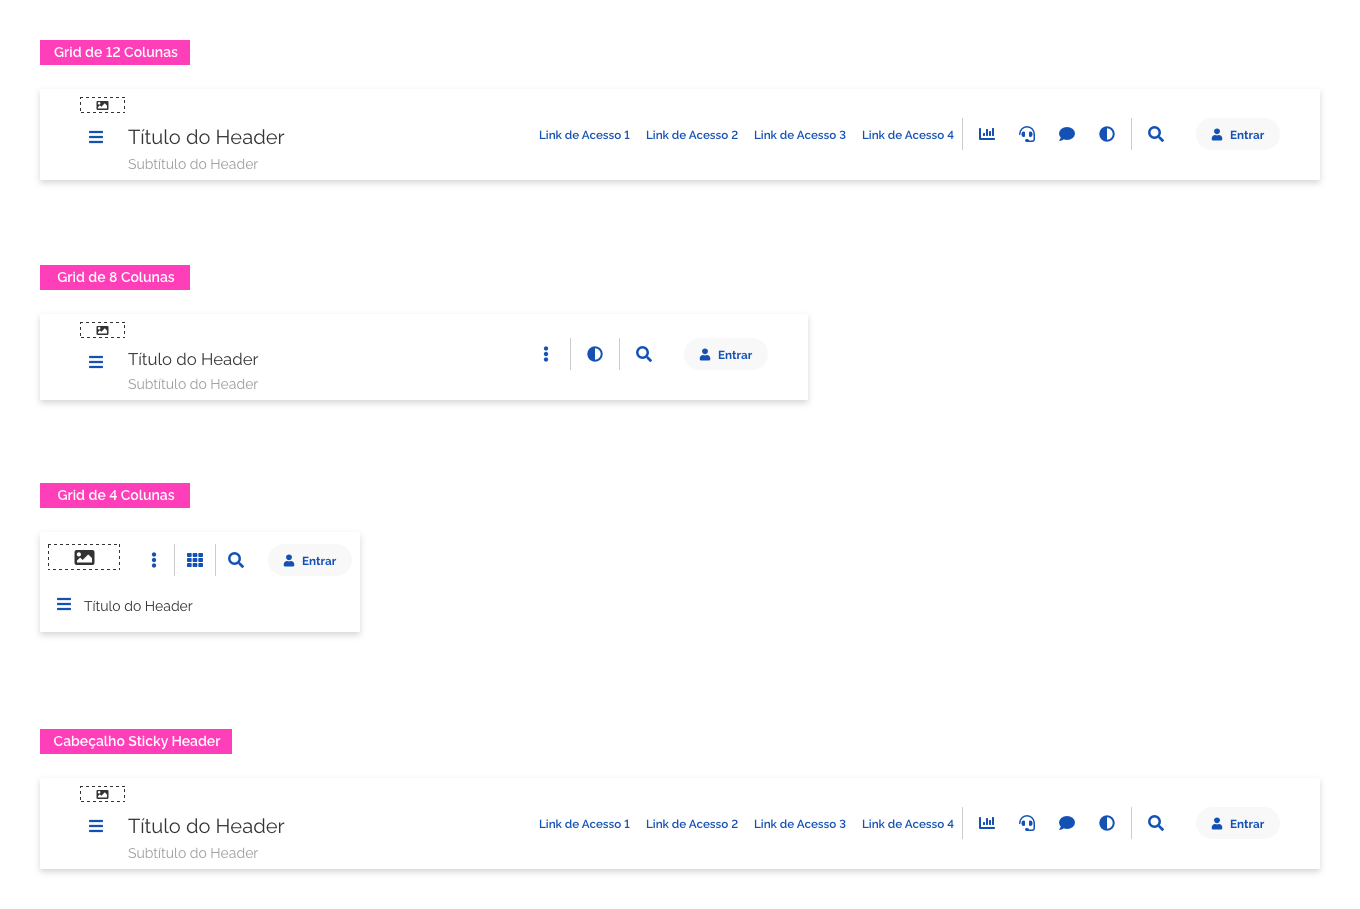 Grid de 12 Colunas
Título do Header
Subtítulo do Header
Link de Acesso 1 Link de Acesso 2 Link de Acesso 3 Link de Acesso 4 Entrar
Grid de 8 Colunas
Título do Header
Subtítulo do Header
Entrar
Grid de 4 Colunas
Entrar
Título do Header
Cabeçalho Sticky Header
Título do Header
Subtítulo do Header
Link de Acesso 1 Link de Acesso 2 Link de Acesso 3 Link de Acesso 4 Entrar